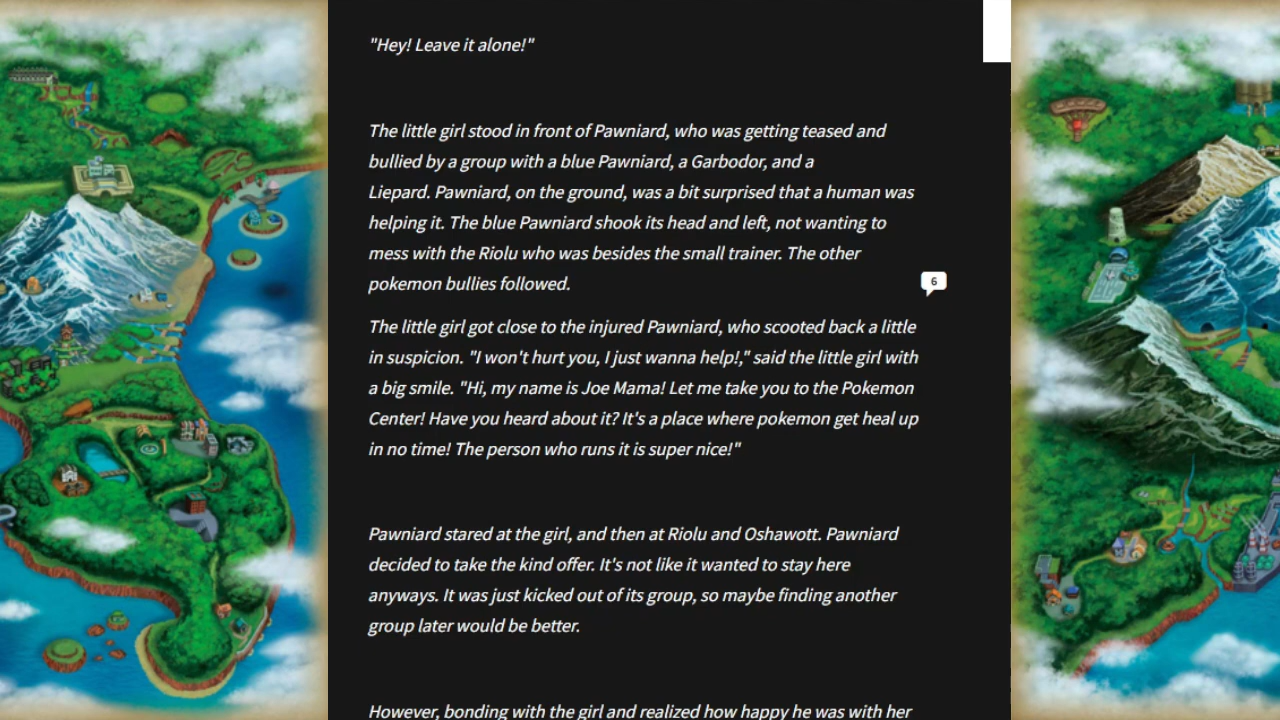 "Hey! Leave it alone!"
The little girl stood in front of Pawniard, who was getting teased and
bullied by a group with a blue Pawniard, a Garbodor, and a
Liepard. Pawniard, on the ground, was a bit surprised that a human was
helping it. The blue Pawniard shook its head and left, not wanting to
mess with the Riolu who was besides the small trainer. The other
pokemon bullies followed.
6
The little girl got close to the injured Pawniard, who scooted back a little
in suspicion. "I won't hurt you, I just wanna help!," said the little girl with
a big smile. "Hi, my name is Joe Mama! Let me take you to the Pokemon
Center! Have you heard about it? It's a place where pokemon get heal up
in no time! The person who runs it is super nice!"
Pawniard stared at the girl, and then at Riolu and Oshawott. Pawniard
decided to take the kind offer. It's not like it wanted to stay here
anyways. It was just kicked out of its group, so maybe finding another
group later would be better.
However, bonding with the girl and realized how happy he was with her